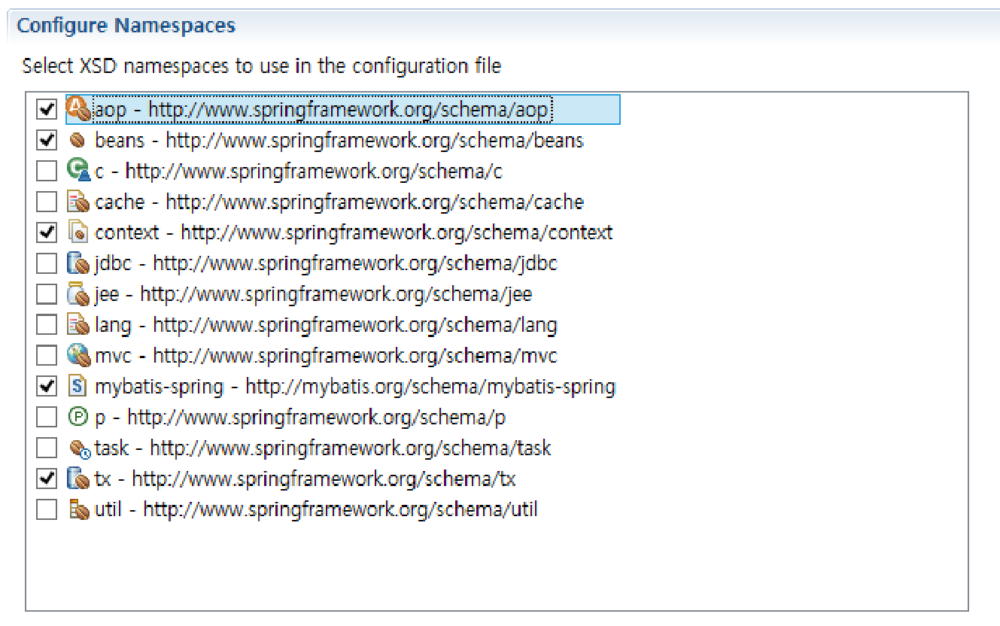 Configure Namespaces
Select XSD namespaces to use in the configuration file
aop - http://www.springframework.org/schema/aop
beans - http://www.springframework.org/schema/beans
c - http://www.springframework.org/schema/c
cache - http://www.springframework.org/schema/cache
context - http://www.springframework.org/schema/context
jdbc - http://www.springframework.org/schema/jdbc
jee - http://www.springframework.org/schema/jee
lang - http://www.springframework.org/schema/lang
mvc - http://www.springframework.org/schema/mvc
mybatis-spring - http://mybatis.org/schema/mybatis-spring
p - http://www.springframework.org/schema/p
task - http://www.springframework.org/schema/task
tx - http://www.springframework.org/schema/tx
util - http://www.springframework.org/schema/util